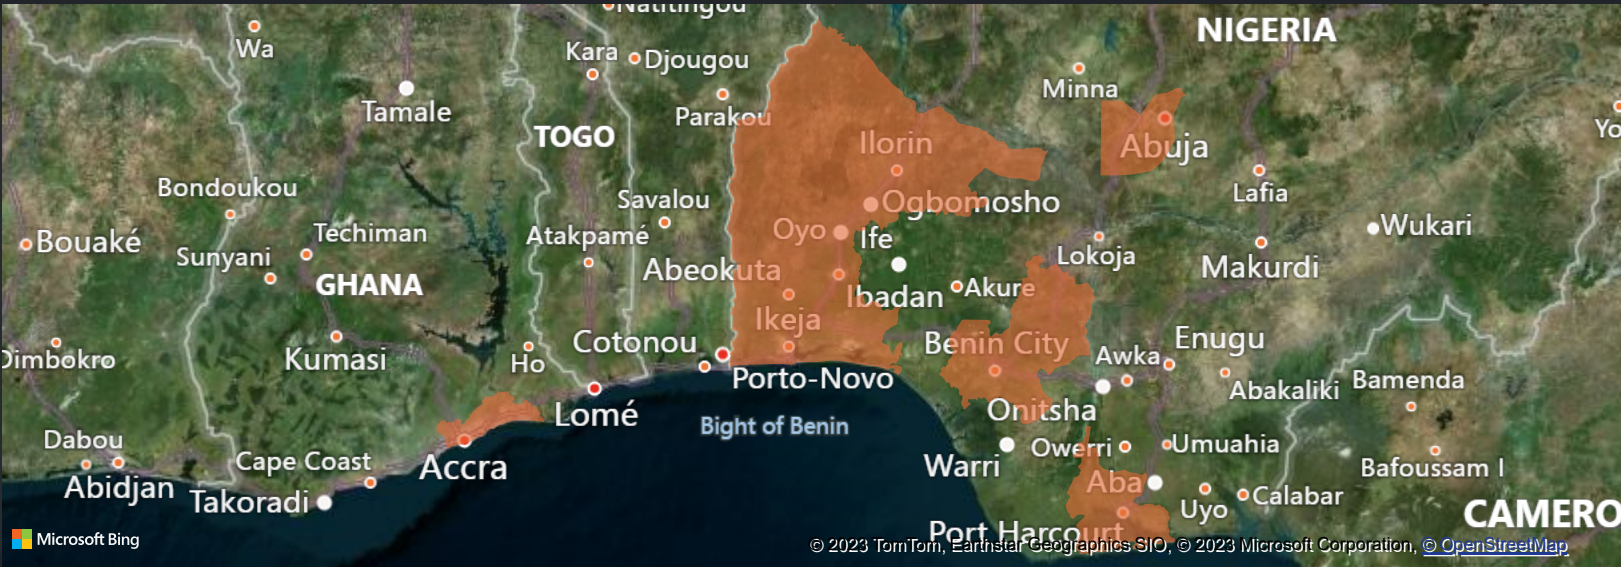 Natitingou
NIGERIA
Wa
Kara
Djougou
Minna
Tamale
Parakou
Yo
TOGO
Ilorin
Abuja
Bondoukou
Savalou
Ogbomosho
Lafia
Bouaké
Techiman
Atakpamé
Oyo
Ife
Wukari
Sunyani
Lokoja
GHANA
Abeokuta
Makurdi
Ibadan
Akure
Ikeja
Dimbokro
Kumasi
Ho
Cotonou
Benin City
Awka
Enugu
Porto-Novo
Abakaliki
Bamenda
Lomé
Bight of Benin
Onitsha
Dabou
Owerri
Umuahia
Cape Coast
Accra
Warri
Bafoussam I
Abidjan
Takoradi
Aba
Uyo
Calabar
Port Harcourt
CAMERO
Microsoft Bing
© 2023 TomTom, Earthstar Geographics SIO, © 2023 Microsoft Corporation, © OpenStreetMap